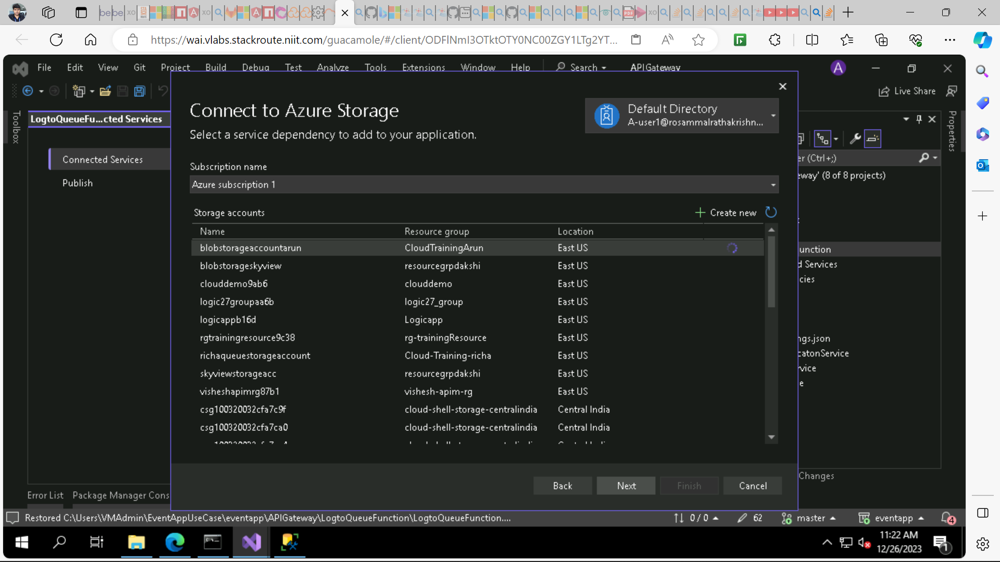 https://wai.vlabs.stackroute.niit.com/guacamole/#/client/ODFlNmI3OTktOTY0NC00ZGY1LTg2YT...
File Edit View Git Project Build Debug Test Analyze Tools Extensions Window Help Search APIGateway A
Live Share
Toolbox
LogtoQueueFu...cted Services
Connected Services
Publish
Connect to Azure Storage
Select a service dependency to add to your application.
Default Directory
A-user1@rosammalrathakrishn...
Subscription name
Azure subscription 1
Storage accounts
Create new
Name Resource group Location
blobstorageaccountarun CloudTrainingArun East US
blobstorageskyview resourcegrpdakshi East US
clouddemo9ab6 clouddemo East US
logic27groupaa6b logic27_group East US
logicappb16d Logicapp East US
rgtrainingresource9c38 rg-trainingResource East US
richaqueuestorageaccount Cloud-Training-richa East US
skyviewstorageacc resourcegrpdakshi East US
visheshapimrg87b1 vishesh-apim-rg East US
csg100320032cfa7c9f cloud-shell-storage-centralindia Central India
csg100320032cfa7ca0 cloud-shell-storage-centralindia Central India
Back Next Finish Cancel
Properties
er (Ctrl+;)
eway' (8 of 8 projects)
unction
d Services
cies
ngs.json
catonService
rvice
e
Changes
Error List Package Manager Cons
Restored C:\Users\VMAdmin\EventAppUseCase\eventapp\APIGateway\LogtoQueueFunction\LogtoQueueFunction....
0 / 0 62 master eventapp 4
11:22 AM
12/26/2023
1